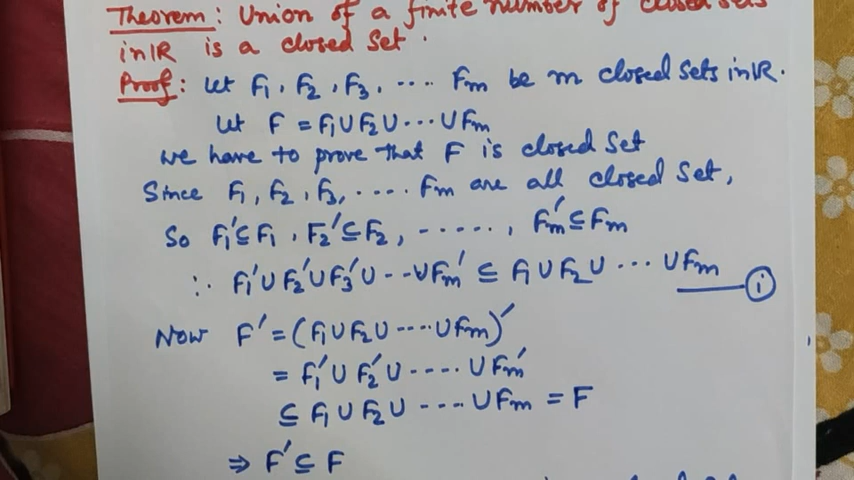 Theorem: Union of a finite number of closed sets
in IR is a closed set.
Proof: Let F₁, F₂, F₃, .... Fm be m closed sets in IR.
Let F = F₁∪F₂∪...∪Fm
we have to prove that F is closed set
Since F₁, F₂, F₃, ..... Fm are all closed set,
So F₁'⊆F₁, F₂'⊆F₂, ------, Fm'⊆Fm
∴ F₁'∪F₂'∪F₃'∪--∪Fm' ⊆ F₁∪F₂∪...∪Fm —(i)
Now F' = (F₁∪F₂∪----∪Fm)'
= F₁'∪F₂'∪....∪Fm'
⊆ F₁∪F₂∪----∪Fm = F
⇒ F'⊆F